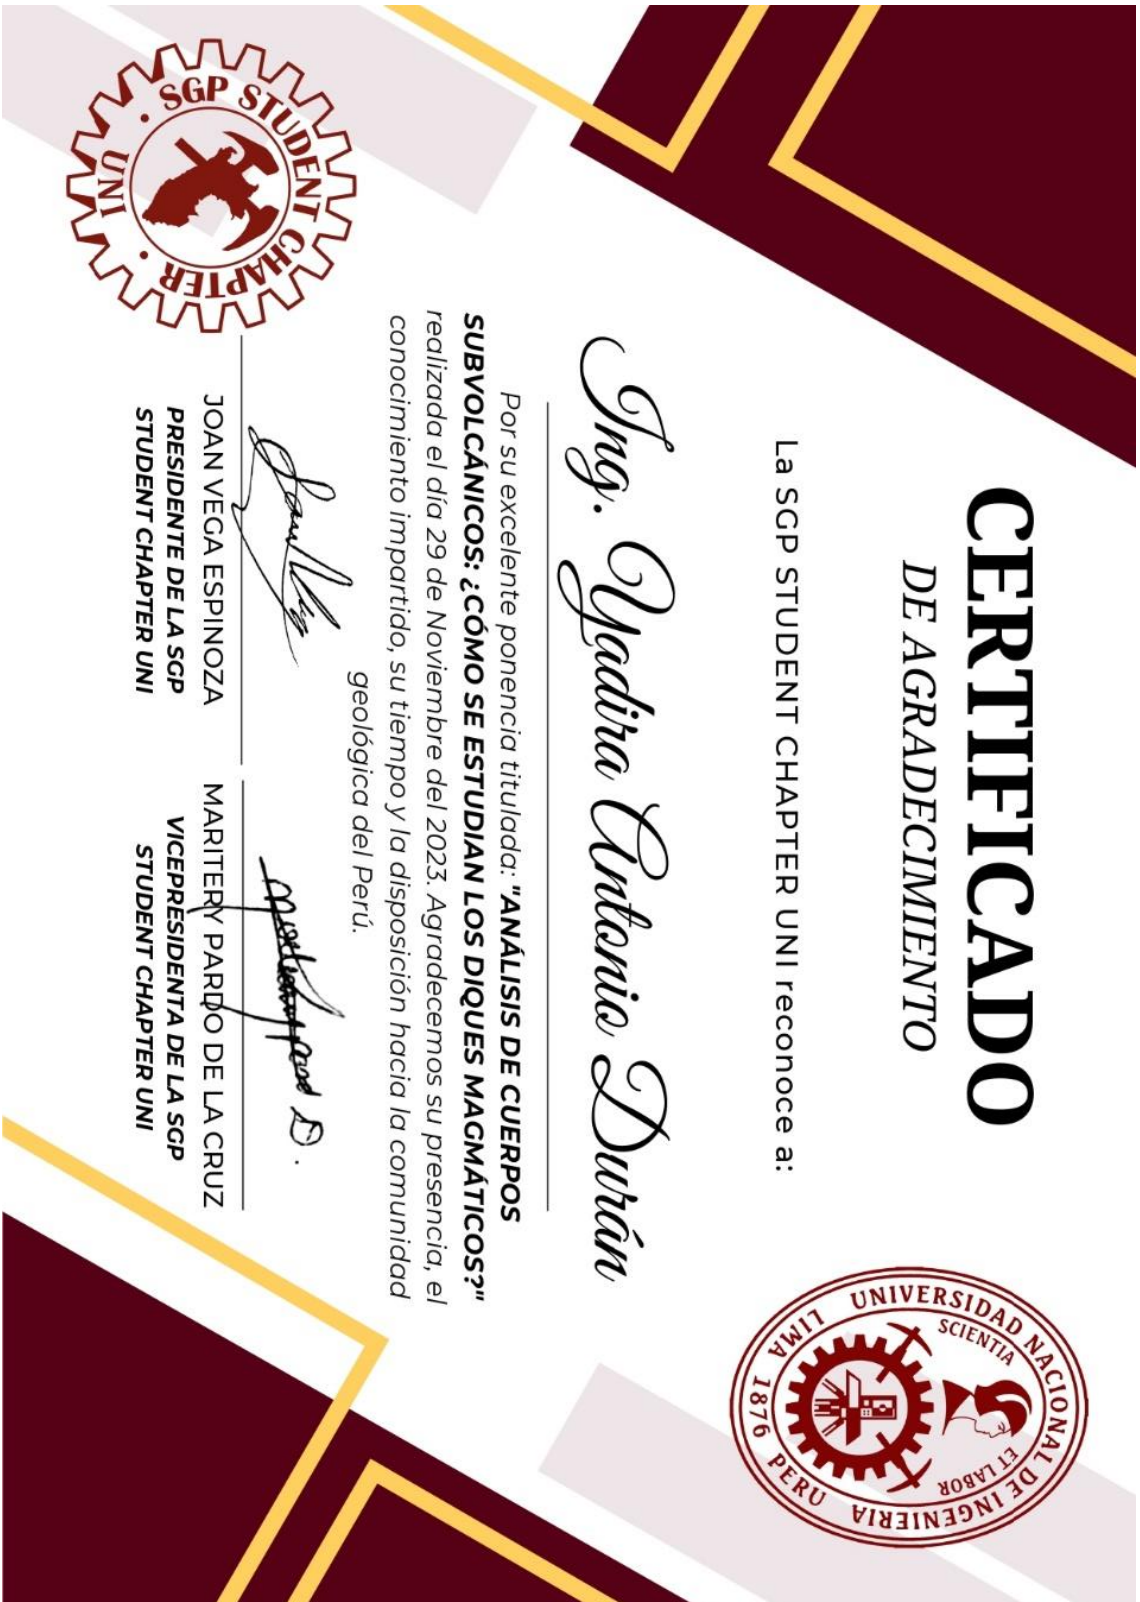 CERTIFICADO
DE AGRADECIMIENTO
La SGP STUDENT CHAPTER UNI reconoce a:
Ing. Yadira Antonio Durán
Por su excelente ponencia titulada: "ANÁLISIS DE CUERPOS
SUBVOLCÁNICOS: ¿CÓMO SE ESTUDIAN LOS DIQUES MAGMÁTICOS?"
realizada el día 29 de Noviembre del 2023. Agradecemos su presencia, el
conocimiento impartido, su tiempo y la disposición hacia la comunidad
geológica del Perú.
JOAN VEGA ESPINOZA
PRESIDENTE DE LA SGP
STUDENT CHAPTER UNI
MARITERY PARDO DE LA CRUZ
VICEPRESIDENTA DE LA SGP
STUDENT CHAPTER UNI
SGP STUDENT CHAPTER
UNI
UNIVERSIDAD NACIONAL DE INGENIERIA
LIMA 1876 PERU
SCIENTIA
ET LABOR